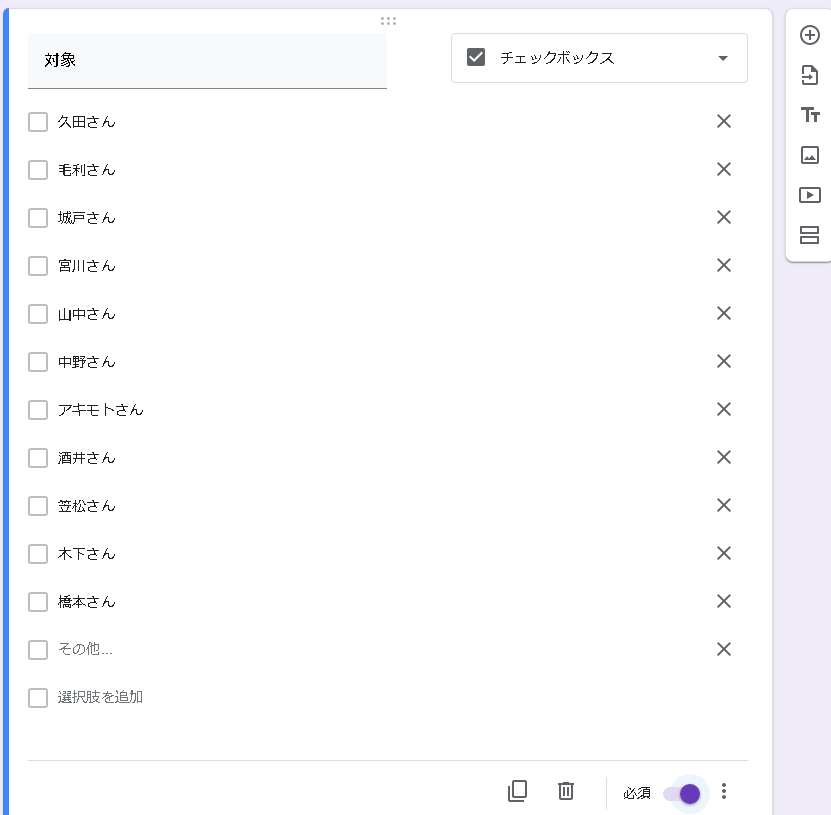 対象
チェックボックス
久田さん
毛利さん
城戸さん
宮川さん
山中さん
中野さん
アキモトさん
酒井さん
笠松さん
木下さん
橋本さん
その他...
選択肢を追加
必須